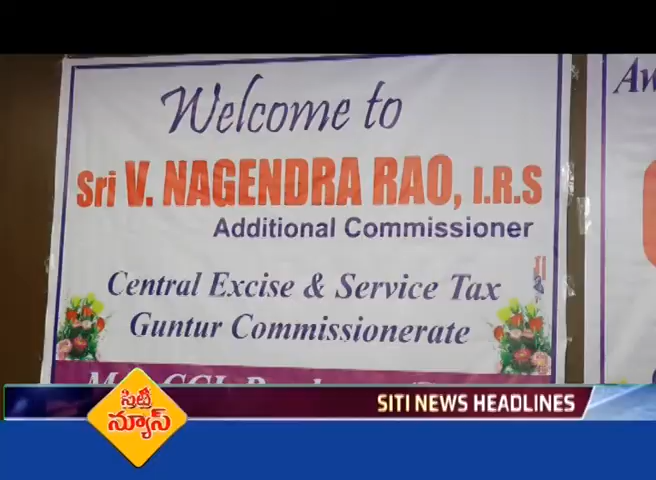 Welcome to
Sri V. NAGENDRA RAO, I.R.S
Additional Commissioner
Central Excise & Service Tax
Guntur Commissionerate
SITI NEWS HEADLINES
సిటీ
న్యూస్